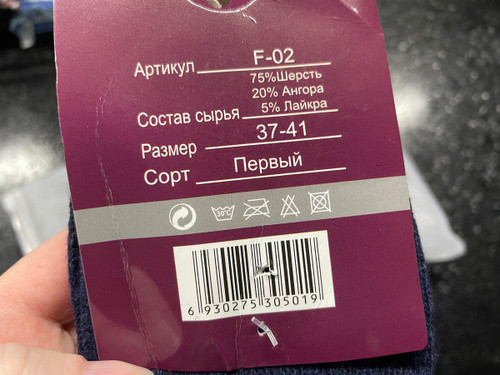 Артикул F-02
75%Шерсть
20% Ангора
Состав сырья 5% Лайкра
Размер 37-41
Сорт Первый
30°C
6 930275 305019